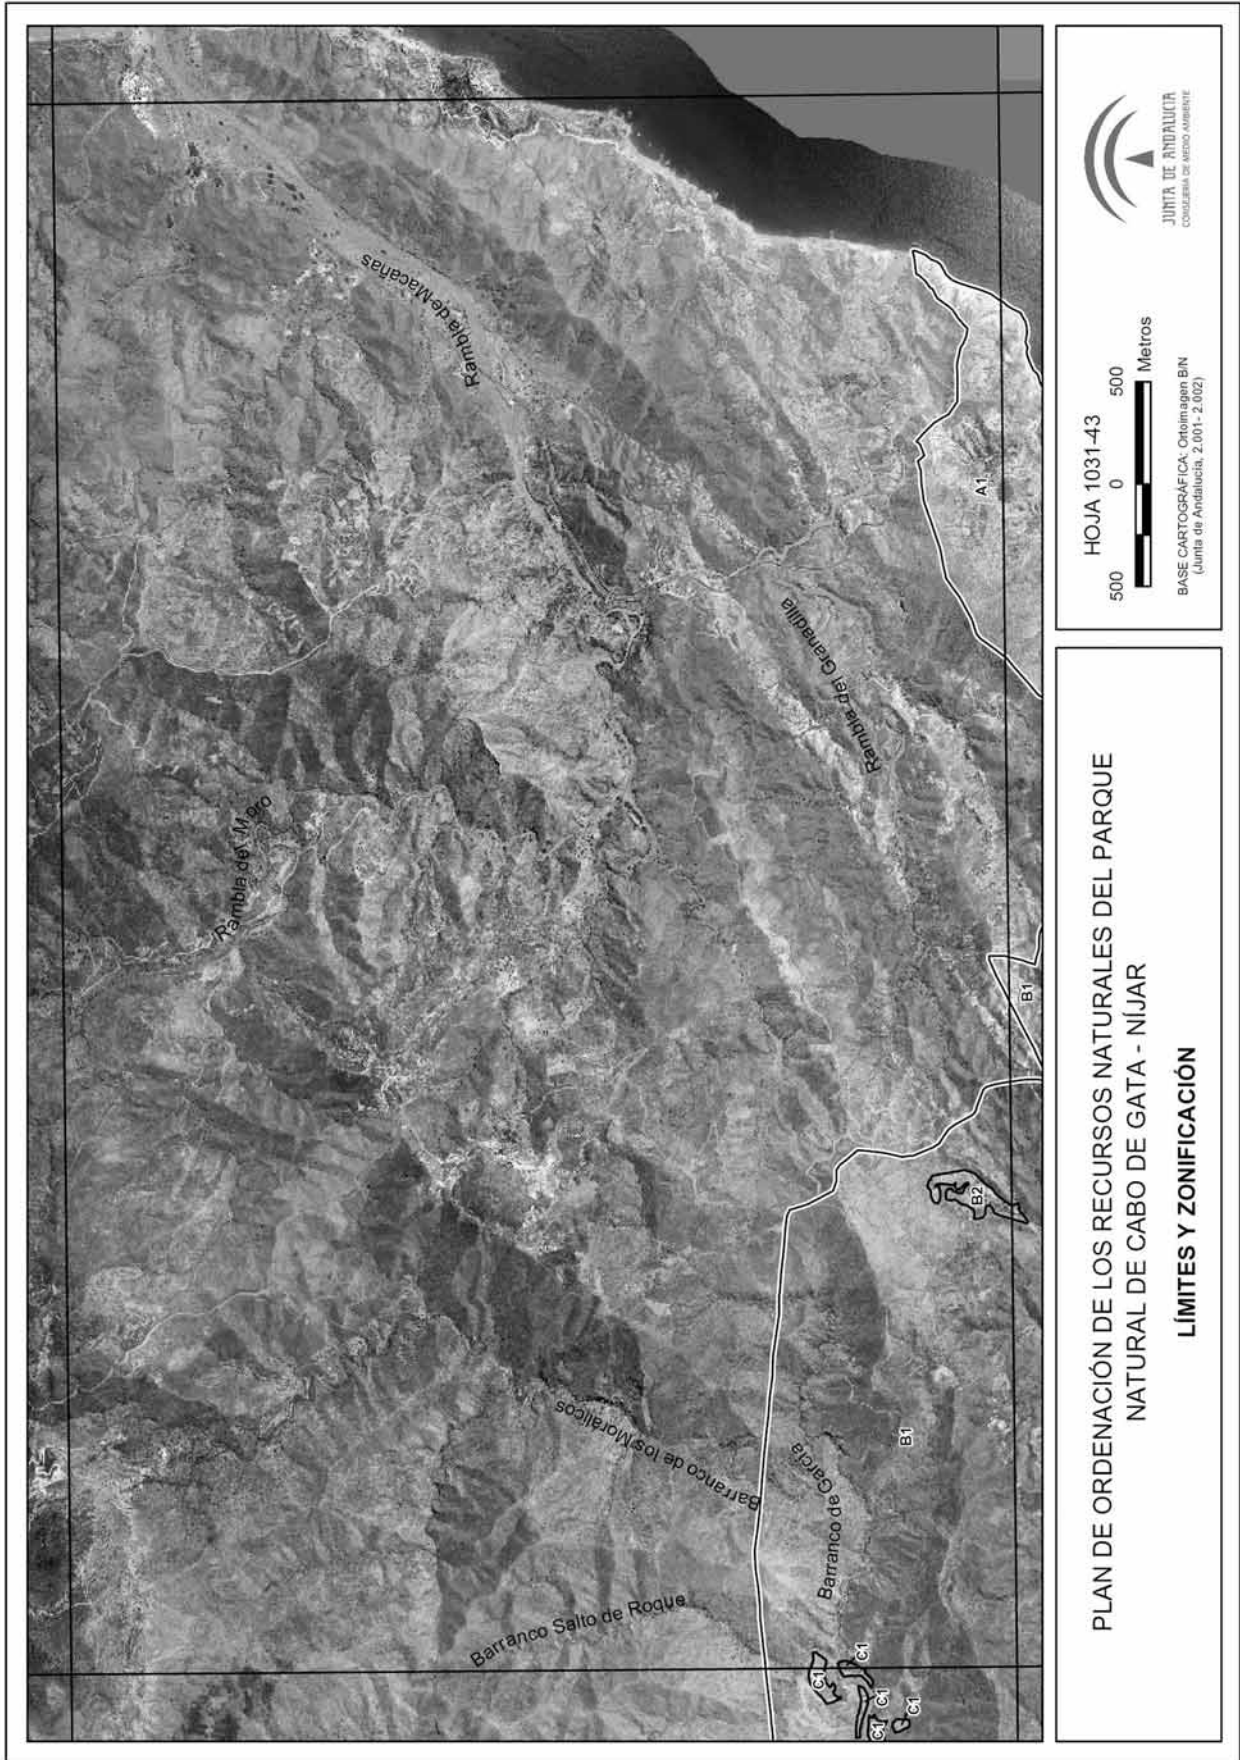 Rambla de Macañas
Rambla del Moro
Rambla del Granadilla
Barranco de los Moralicos
Barranco Salto de Roque
Barranco de García
A1
B1
B2
B1
C1
C1
C1
C1
C1
PLAN DE ORDENACIÓN DE LOS RECURSOS NATURALES DEL PARQUE
NATURAL DE CABO DE GATA - NÍJAR
LÍMITES Y ZONIFICACIÓN
HOJA 1031-43
500 0 500
Metros
BASE CARTOGRÁFICA: Ortoimagen B/N
(Junta de Andalucía, 2.001- 2.002)
JUNTA DE ANDALUCIA
CONSEJERIA DE MEDIO AMBIENTE